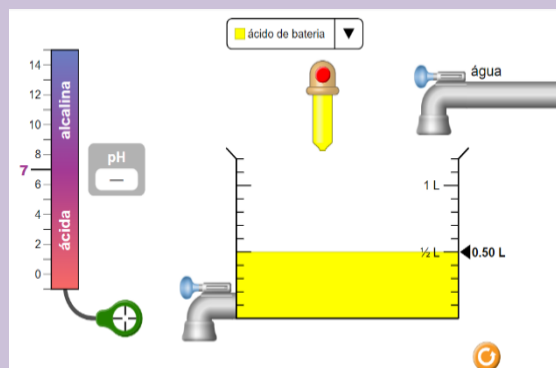 ácido de bateria
água
14
12
10
8
7
6
4
2
0
alcalina
ácida
pH
—
1 L
½ L
0.50 L